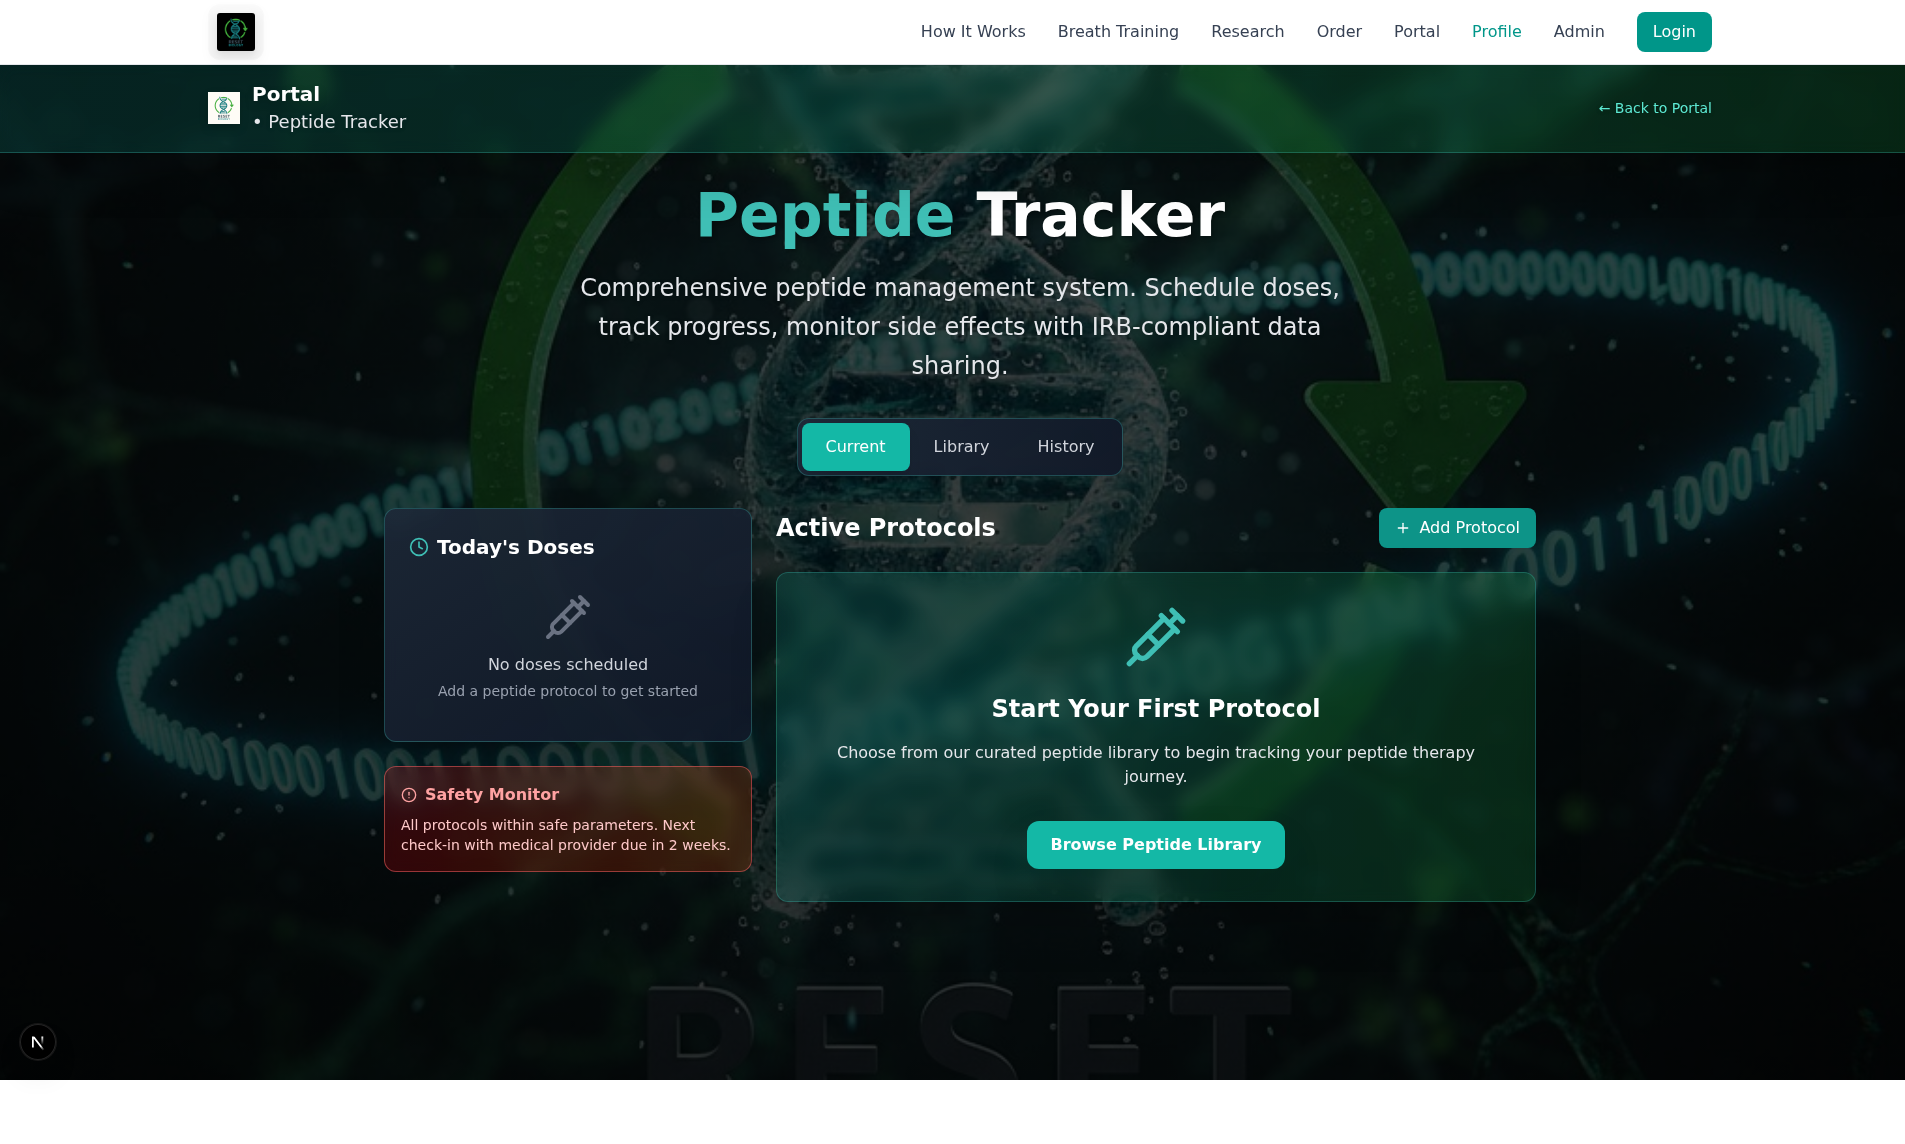 How It Works
Breath Training
Research
Order
Portal
Profile
Admin
Login
Portal
• Peptide Tracker
← Back to Portal
Peptide Tracker
Comprehensive peptide management system. Schedule doses,
track progress, monitor side effects with IRB-compliant data
sharing.
Current
Library
History
Today's Doses
No doses scheduled
Add a peptide protocol to get started
Safety Monitor
All protocols within safe parameters. Next
check-in with medical provider due in 2 weeks.
Active Protocols
+ Add Protocol
Start Your First Protocol
Choose from our curated peptide library to begin tracking your peptide therapy
journey.
Browse Peptide Library
RESET
N